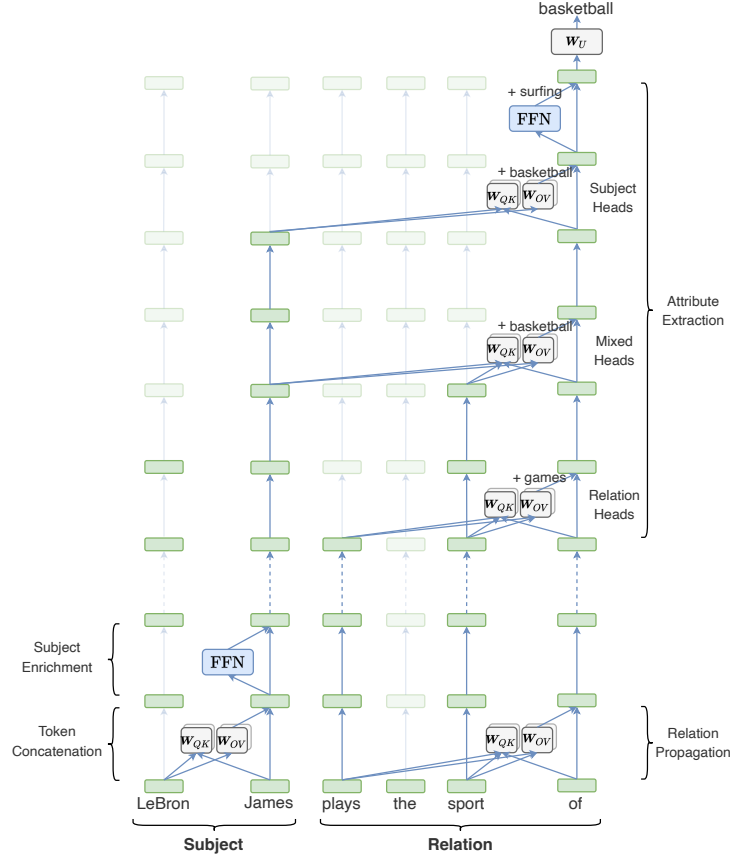 basketball
W_U
+ surfing
FFN
+ basketball
W_QK W_OV
Subject
Heads
Attribute
Extraction
+ basketball
W_QK W_OV
Mixed
Heads
+ games
W_QK W_OV
Relation
Heads
Subject
Enrichment
FFN
Token
Concatenation
W_QK W_OV
W_QK W_OV
Relation
Propagation
LeBron James plays the sport of
Subject Relation